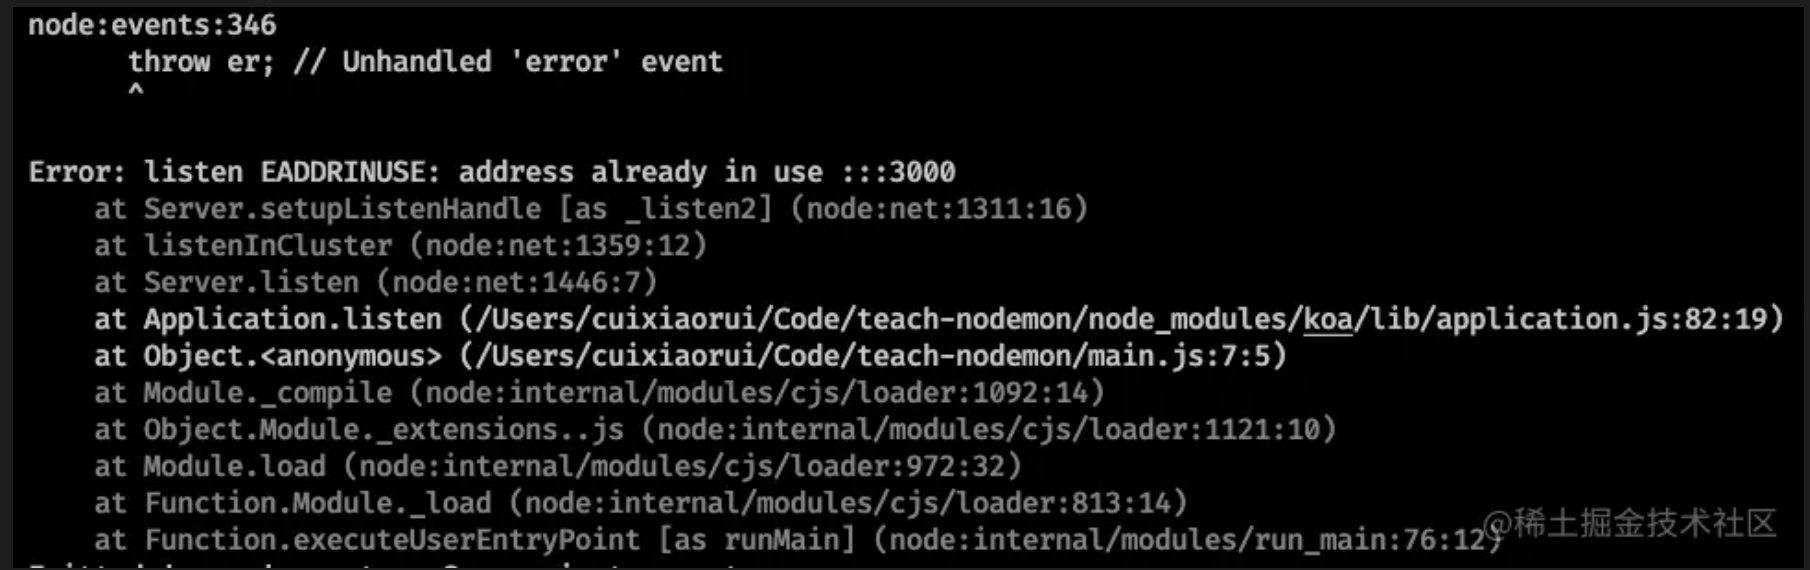 node:events:346
      throw er; // Unhandled 'error' event
      ^
Error: listen EADDRINUSE: address already in use :::3000
    at Server.setupListenHandle [as _listen2] (node:net:1311:16)
    at listenInCluster (node:net:1359:12)
    at Server.listen (node:net:1446:7)
    at Application.listen (/Users/cuixiaorui/Code/teach-nodemon/node_modules/koa/lib/application.js:82:19)
    at Object.<anonymous> (/Users/cuixiaorui/Code/teach-nodemon/main.js:7:5)
    at Module._compile (node:internal/modules/cjs/loader:1092:14)
    at Object.Module._extensions..js (node:internal/modules/cjs/loader:1121:10)
    at Module.load (node:internal/modules/cjs/loader:972:32)
    at Function.Module._load (node:internal/modules/cjs/loader:813:14)
    at Function.executeUserEntryPoint [as runMain] (node:internal/modules/run_main:76:12)
@稀土掘金技术社区